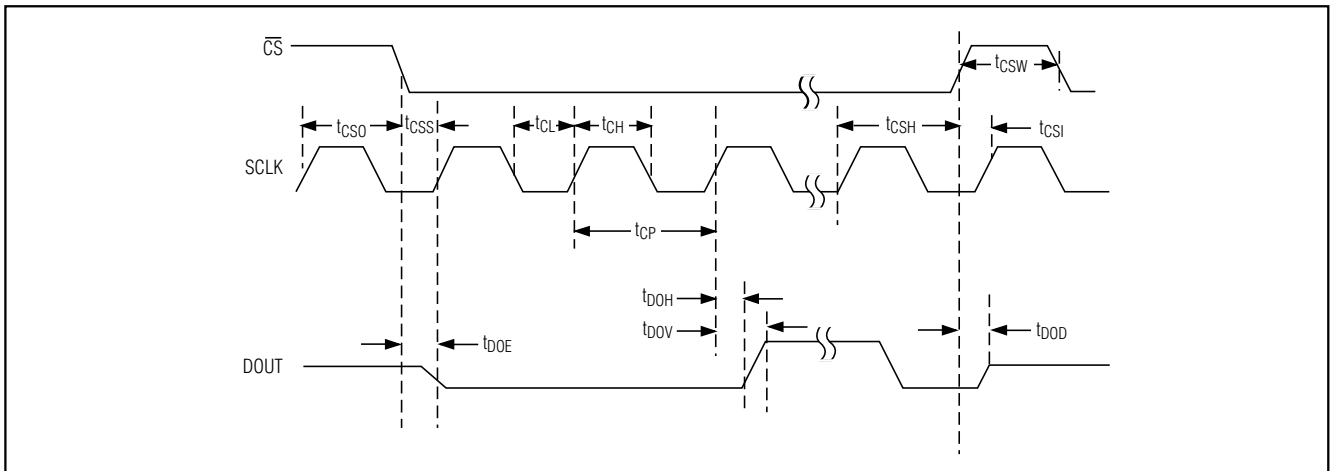 CS
tCSW
tCSO
tCSS
tCL
tCH
tCSH
tCSI
SCLK
tCP
tDOH
tDOV
tDOE
tDOD
DOUT